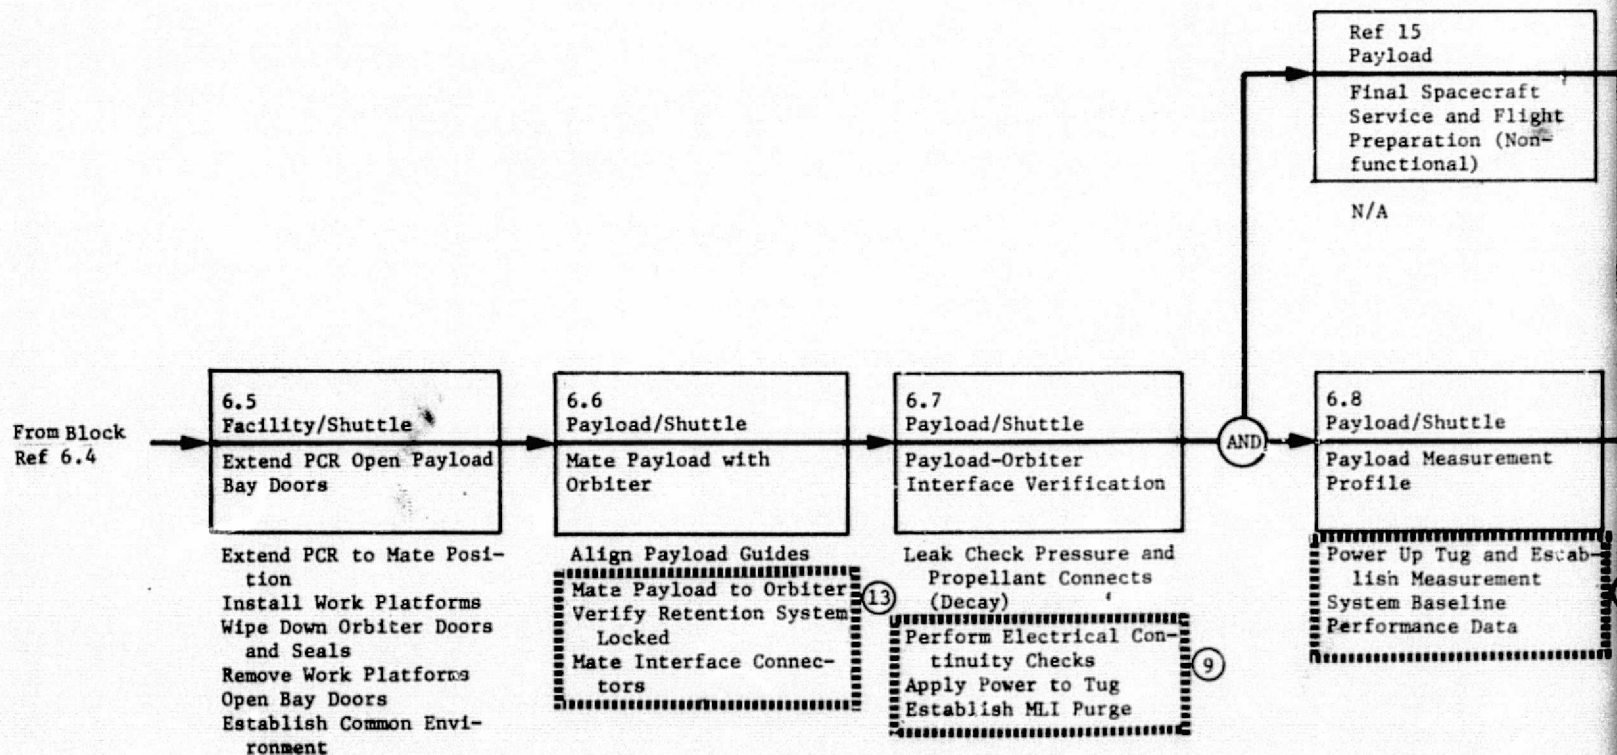 Ref 15
Payload
Final Spacecraft
Service and Flight
Preparation (Non-
functional)
N/A
From Block
Ref 6.4
6.5
Facility/Shuttle
Extend PCR Open Payload
Bay Doors
Extend PCR to Mate Posi-
tion
Install Work Platforms
Wipe Down Orbiter Doors
and Seals
Remove Work Platforms
Open Bay Doors
Establish Common Envi-
ronment
6.6
Payload/Shuttle
Mate Payload with
Orbiter
Align Payload Guides
Mate Payload to Orbiter
Verify Retention System
Locked
Mate Interface Connec-
tors
13
6.7
Payload/Shuttle
Payload-Orbiter
Interface Verification
Leak Check Pressure and
Propellant Connects
(Decay)
Perform Electrical Con-
tinuity Checks
Apply Power to Tug
Establish MLI Purge
9
AND
6.8
Payload/Shuttle
Payload Measurement
Profile
Power Up Tug and Estab-
lish Measurement
System Baseline
Performance Data